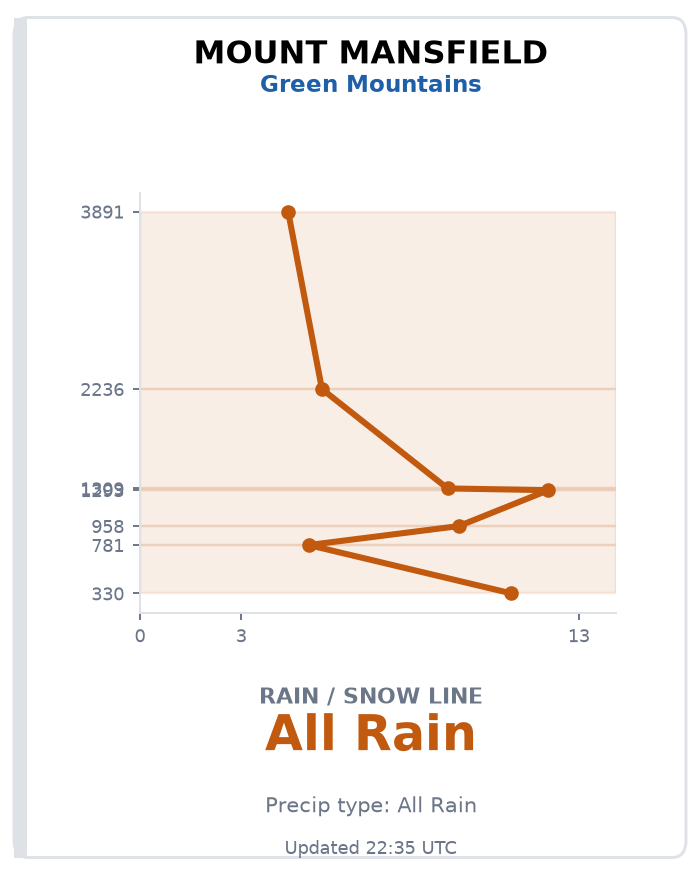 MOUNT MANSFIELD
Green Mountains
3891
2236
958
781
330
0 3 13
RAIN / SNOW LINE
All Rain
Precip type: All Rain
Updated 22:35 UTC